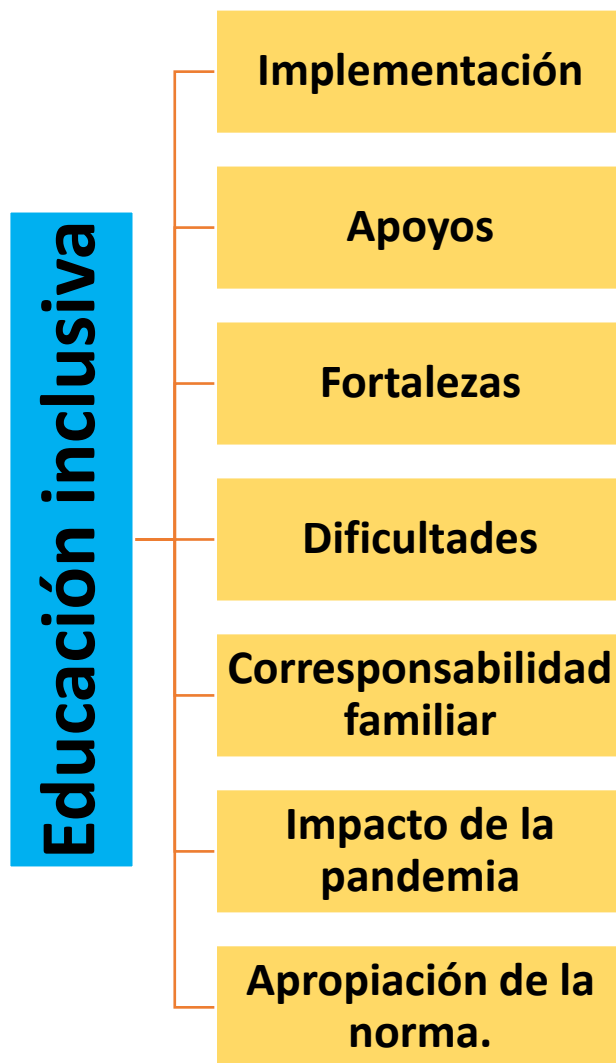 Educación inclusiva
Implementación
Apoyos
Fortalezas
Dificultades
Corresponsabilidad
familiar
Impacto de la
pandemia
Apropiación de la
norma.